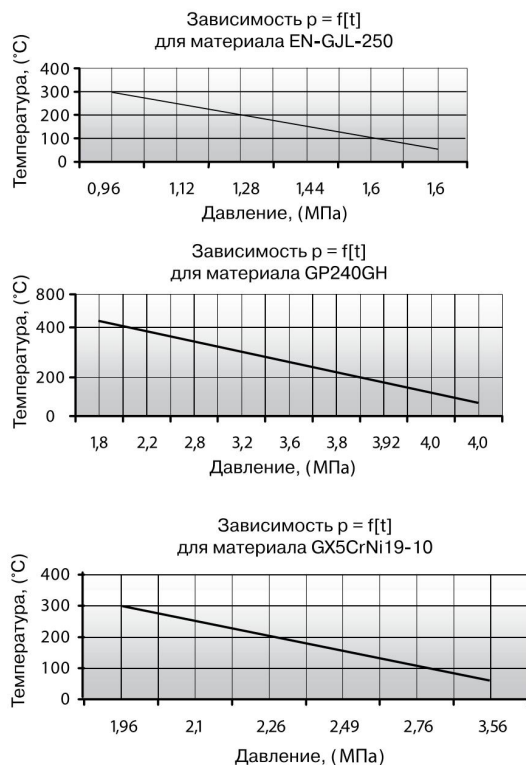 Зависимость p = f[t]
для материала EN-GJL-250
Температура, (°C)
400
300
200
100
0
0,96 1,12 1,28 1,44 1,6 1,6
Давление, (МПа)
Зависимость p = f[t]
для материала GP240GH
Температура, (°C)
800
400
200
0
1,8 2,2 2,8 3,2 3,6 3,8 3,92 4,0 4,0
Давление, (МПа)
Зависимость p = f[t]
для материала GX5CrNi19-10
Температура, (°C)
400
300
200
100
0
1,96 2,1 2,26 2,49 2,76 3,56
Давление, (МПа)